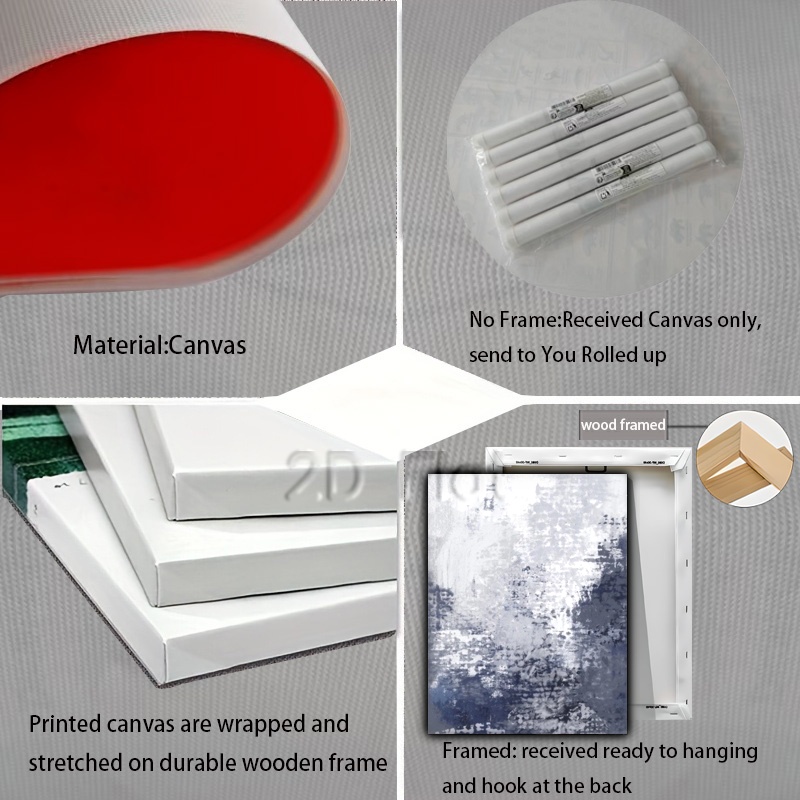 Material:Canvas
No Frame:Received Canvas only,
send to You Rolled up
2D
wood framed
Printed canvas are wrapped and
stretched on durable wooden frame
Framed: received ready to hanging
and hook at the back